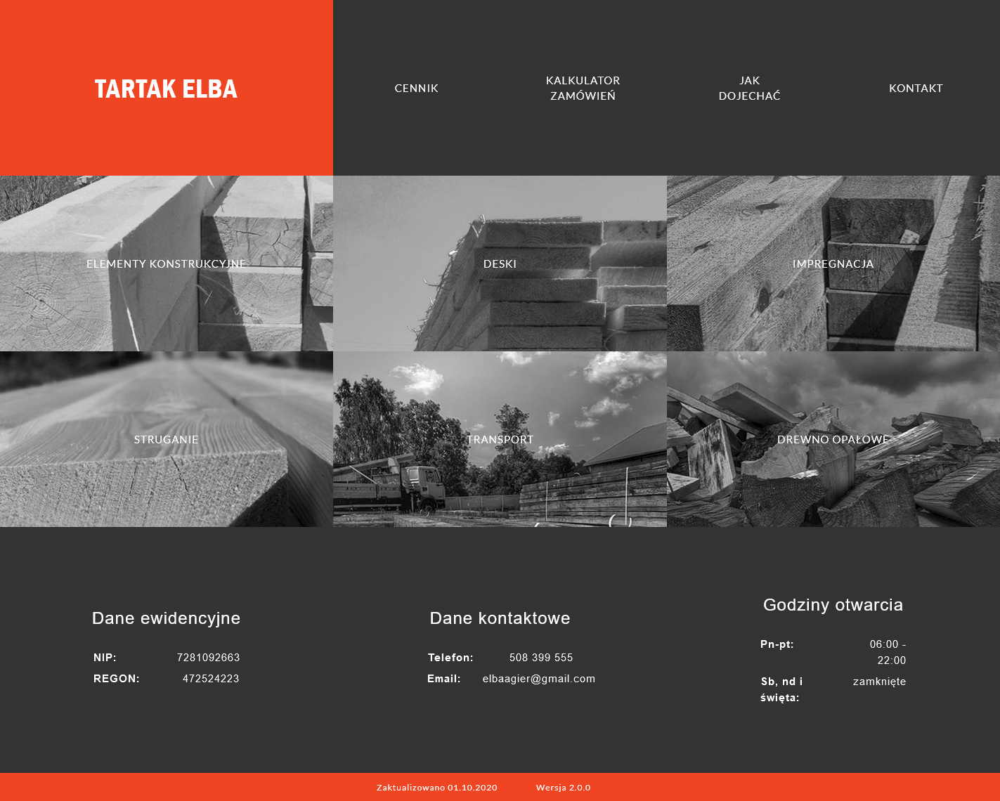 TARTAK ELBA
CENNIK
KALKULATOR
ZAMÓWIEŃ
JAK
DOJECHAĆ
KONTAKT
ELEMENTY KONSTRUKCYJNE
DESKI
IMPREGNACJA
STRUGANIE
TRANSPORT
DREWNO OPAŁOWE
Dane ewidencyjne
NIP: 7281092663
REGON: 472524223
Dane kontaktowe
Telefon: 508 399 555
Email: elbaagier@gmail.com
Godziny otwarcia
Pn-pt: 06:00 -
22:00
Sb, nd i zamknięte
święta:
Zaktualizowano 01.10.2020 Wersja 2.0.0